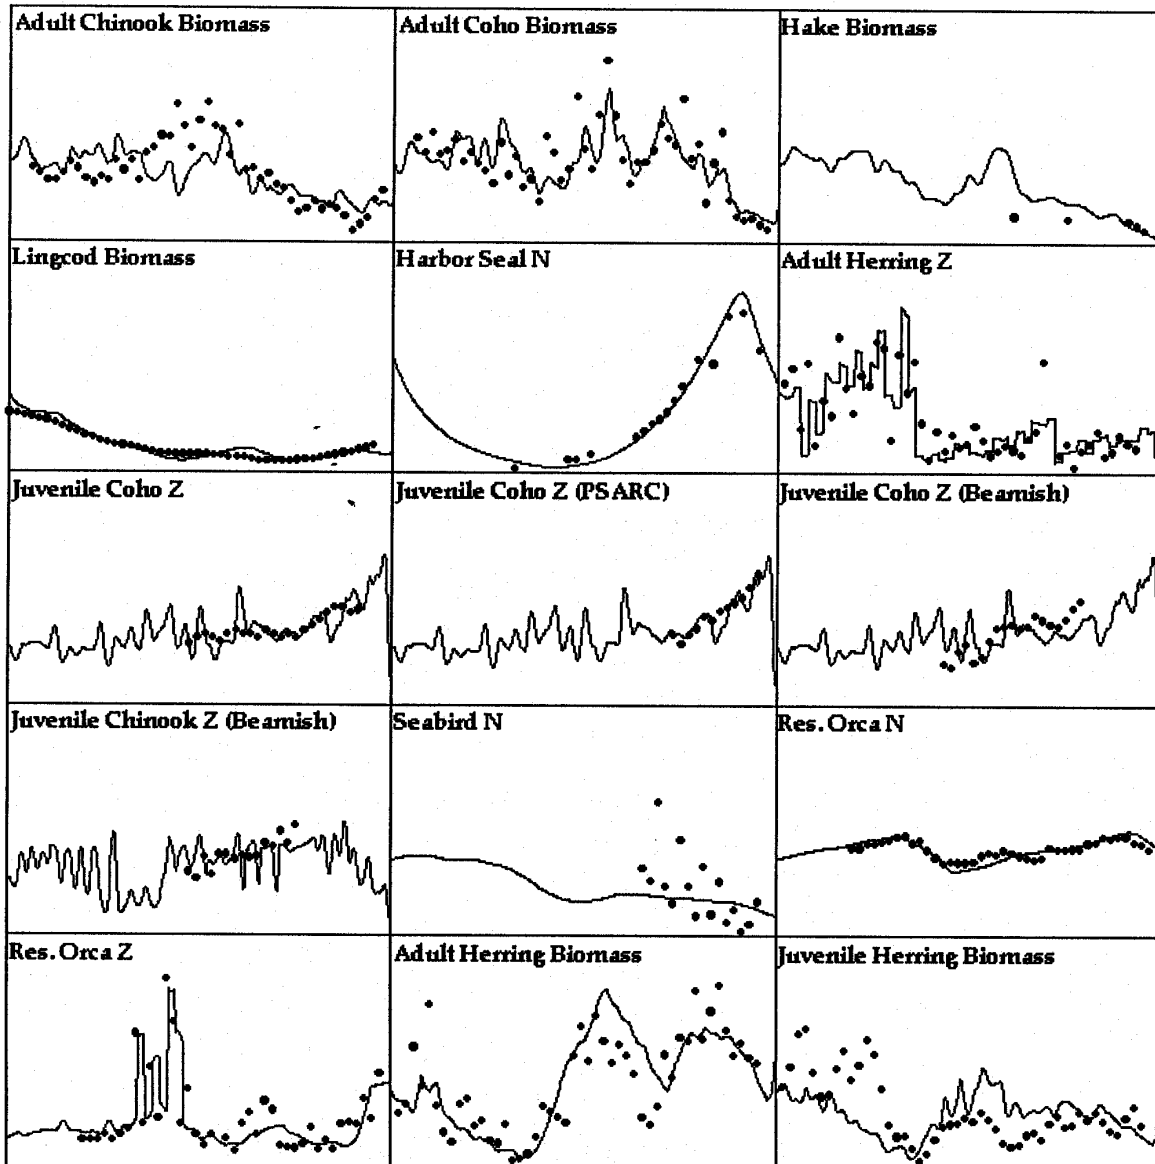 Adult Chinook Biomass
Adult Coho Biomass
Hake Biomass
Lingcod Biomass
Harbor Seal N
Adult Herring Z
Juvenile Coho Z
Juvenile Coho Z (PSARC)
Juvenile Coho Z (Beamish)
Juvenile Chinook Z (Beamish)
Seabird N
Res. Orca N
Res. Orca Z
Adult Herring Biomass
Juvenile Herring Biomass